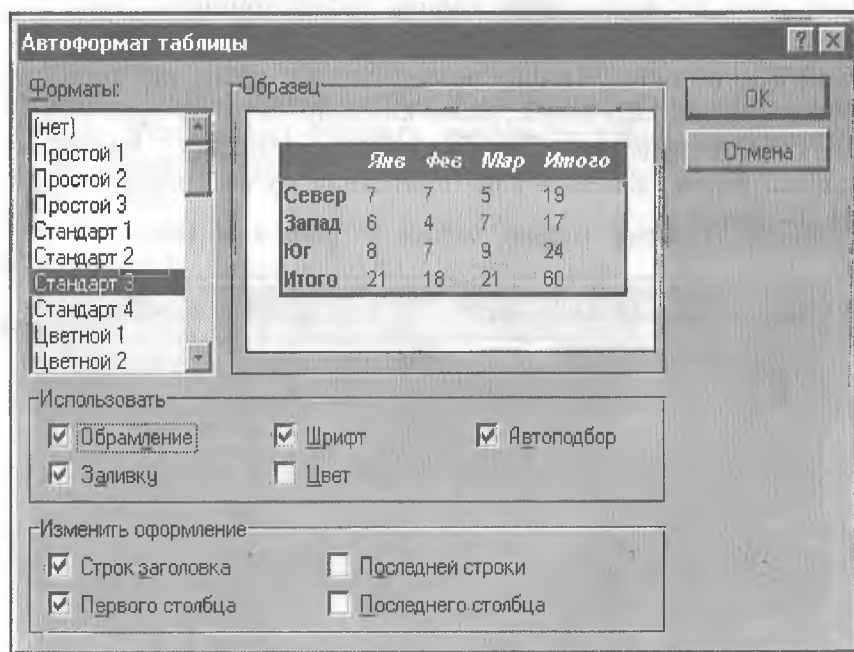 Автоформат таблицы
Форматы:
(нет)
Простой 1
Простой 2
Простой 3
Стандарт 1
Стандарт 2
Стандарт 3
Стандарт 4
Цветной 1
Цветной 2
Образец
Янв Фев Мар Итого
Север 7 7 5 19
Запад 6 4 7 17
Юг 8 7 9 24
Итого 21 18 21 60
OK
Отмена
Использовать
Обрамление
Шрифт
Автоподбор
Заливку
Цвет
Изменить оформление
Строк заголовка
Последней строки
Первого столбца
Последнего столбца